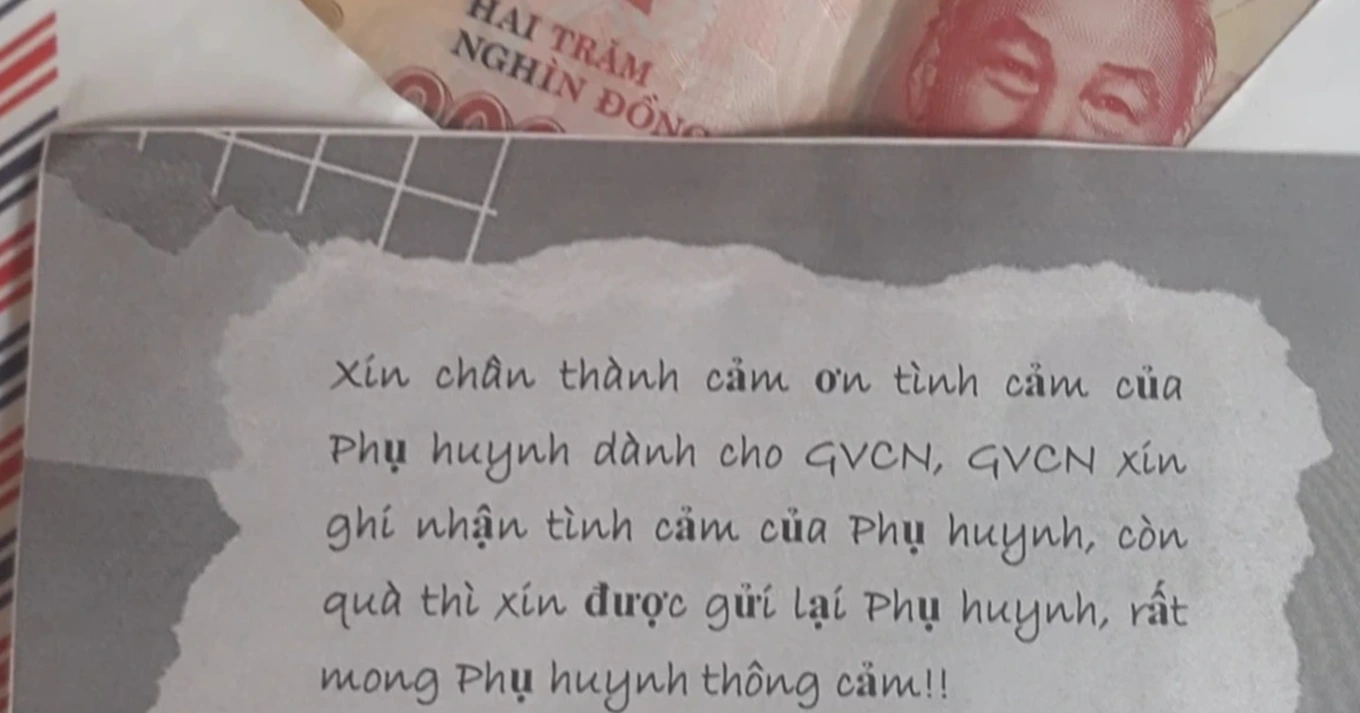 HAI TRĂM
NGHÌN ĐỒNG
Xin chân thành cảm ơn tình cảm của
Phụ huynh dành cho GVCN, GVCN xin
ghi nhận tình cảm của Phụ huynh, còn
quà thì xin được gửi lại Phụ huynh, rất
mong Phụ huynh thông cảm!!